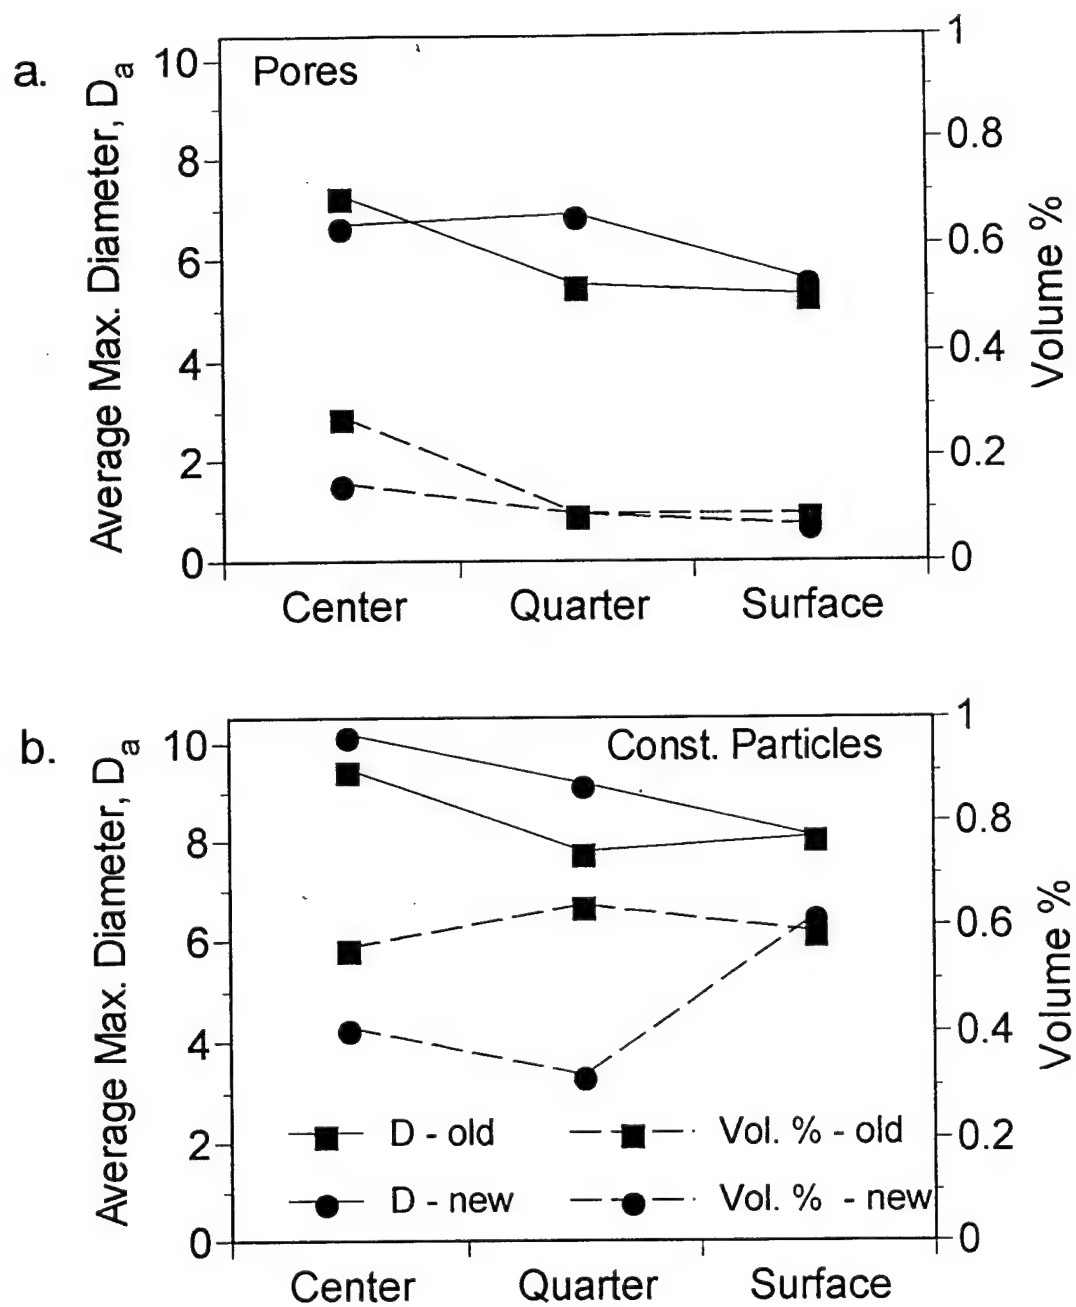 a.
Pores
Average Max. Diameter, Da
10
8
6
4
2
0
1
0.8
0.6
0.4
0.2
0
Volume %
Center Quarter Surface
b.
Const. Particles
Average Max. Diameter, Da
10
8
6
4
2
0
1
0.8
0.6
0.4
0.2
0
Volume %
D - old Vol. % - old
D - new Vol. % - new
Center Quarter Surface